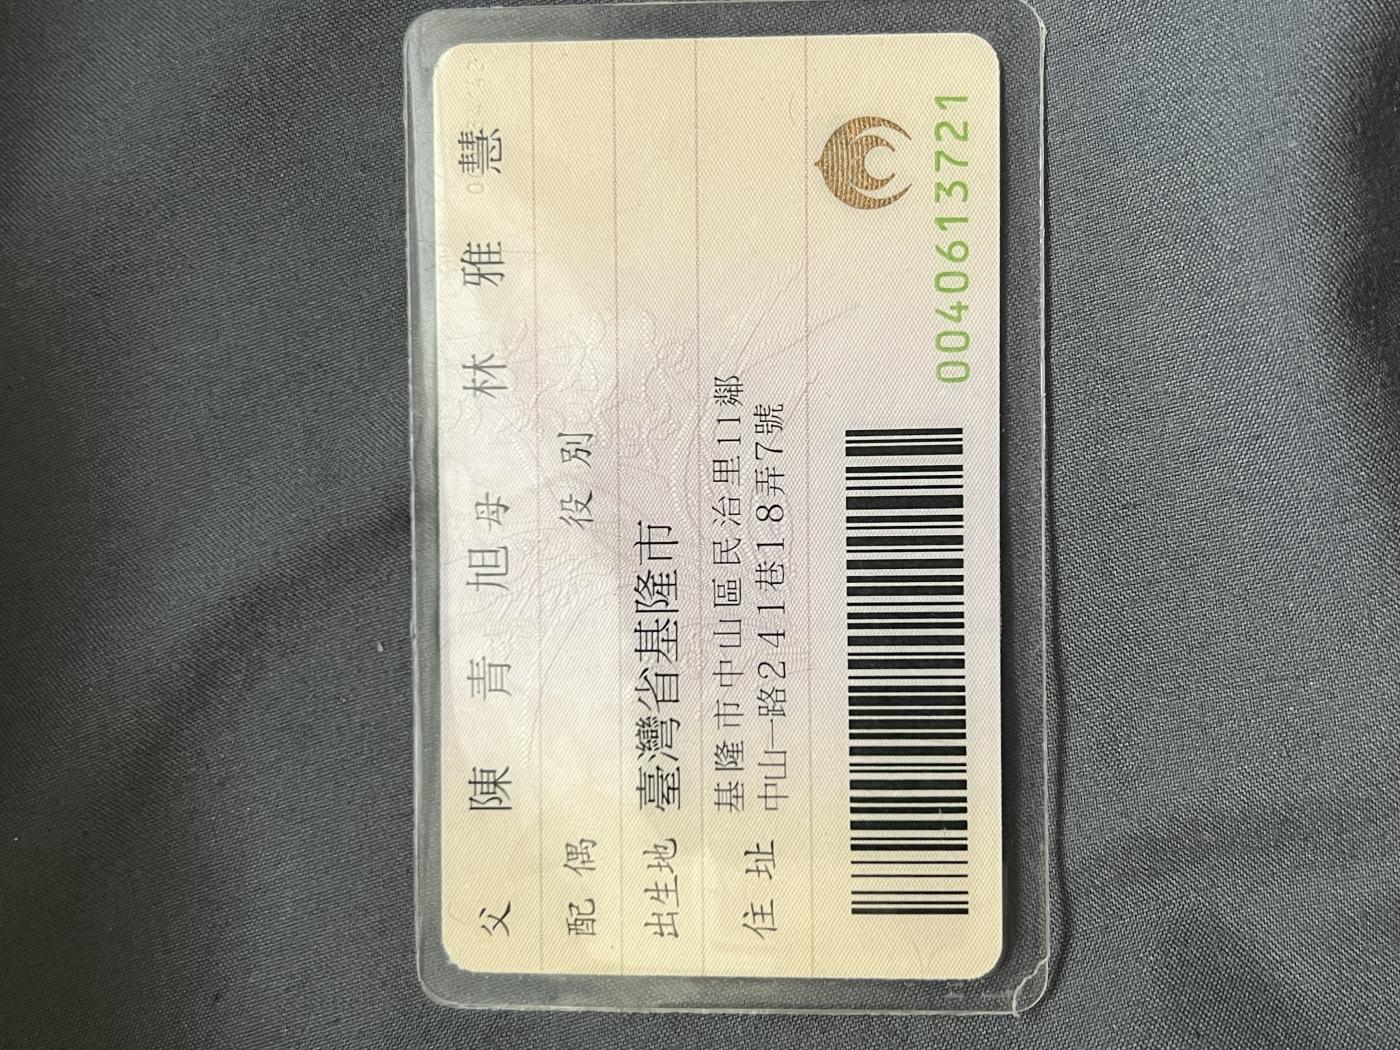 父 陳青旭 母 林雅慧
配偶 役別
出生地 臺灣省基隆市
住址 基隆市中山區民治里11鄰
中山一路241巷18弄7號
0040613721